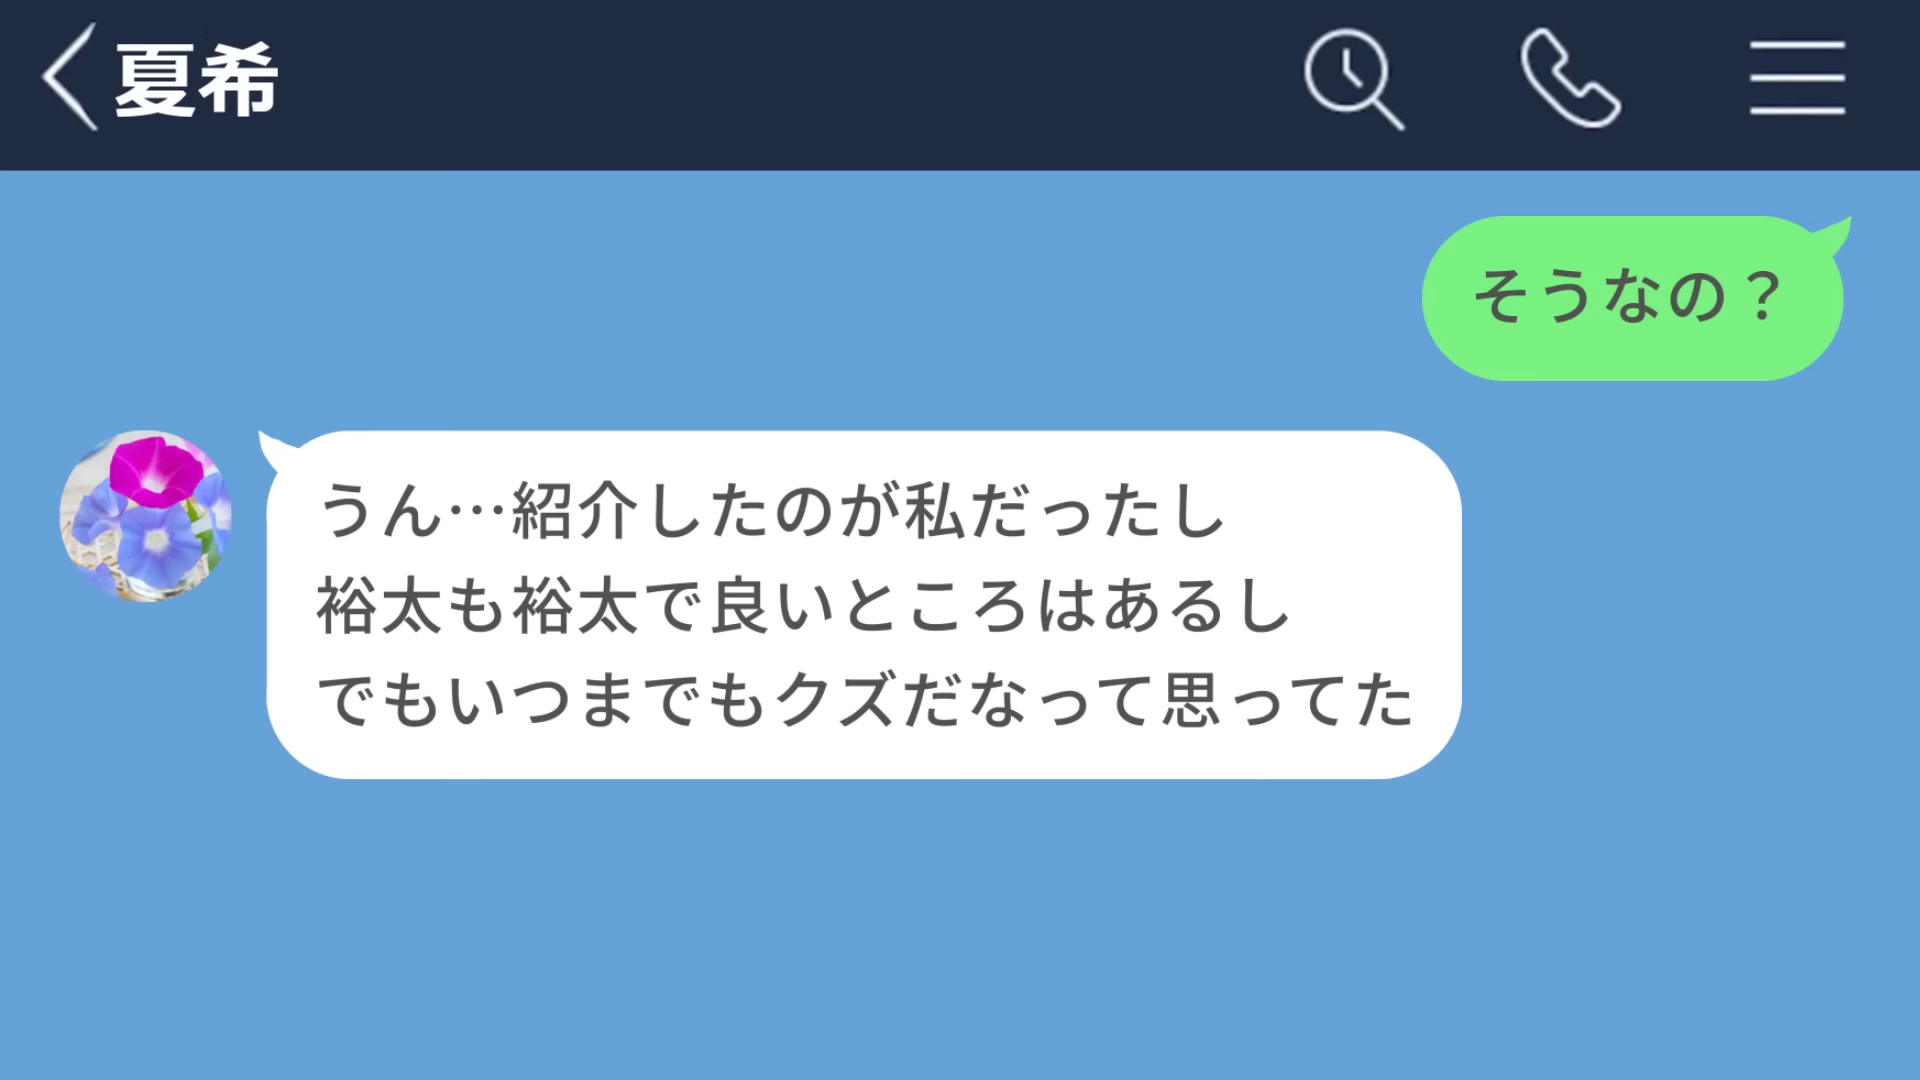 夏希
そうなの？
うん…紹介したのが私だったし
裕太も裕太で良いところはあるし
でもいつまでもクズだなって思ってた